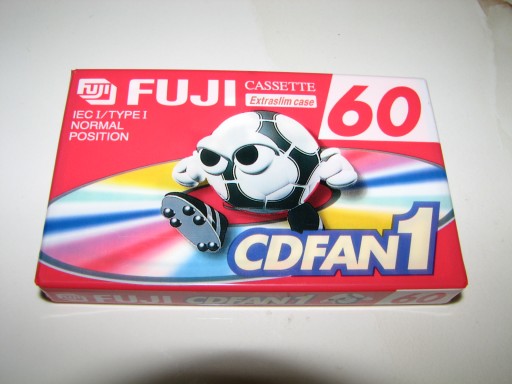 FUJI
FUJI
CASSETTE
Extraslim case
60
IEC I/TYPE I
NORMAL
POSITION
CDFAN1
FUJI CDFAN1 60